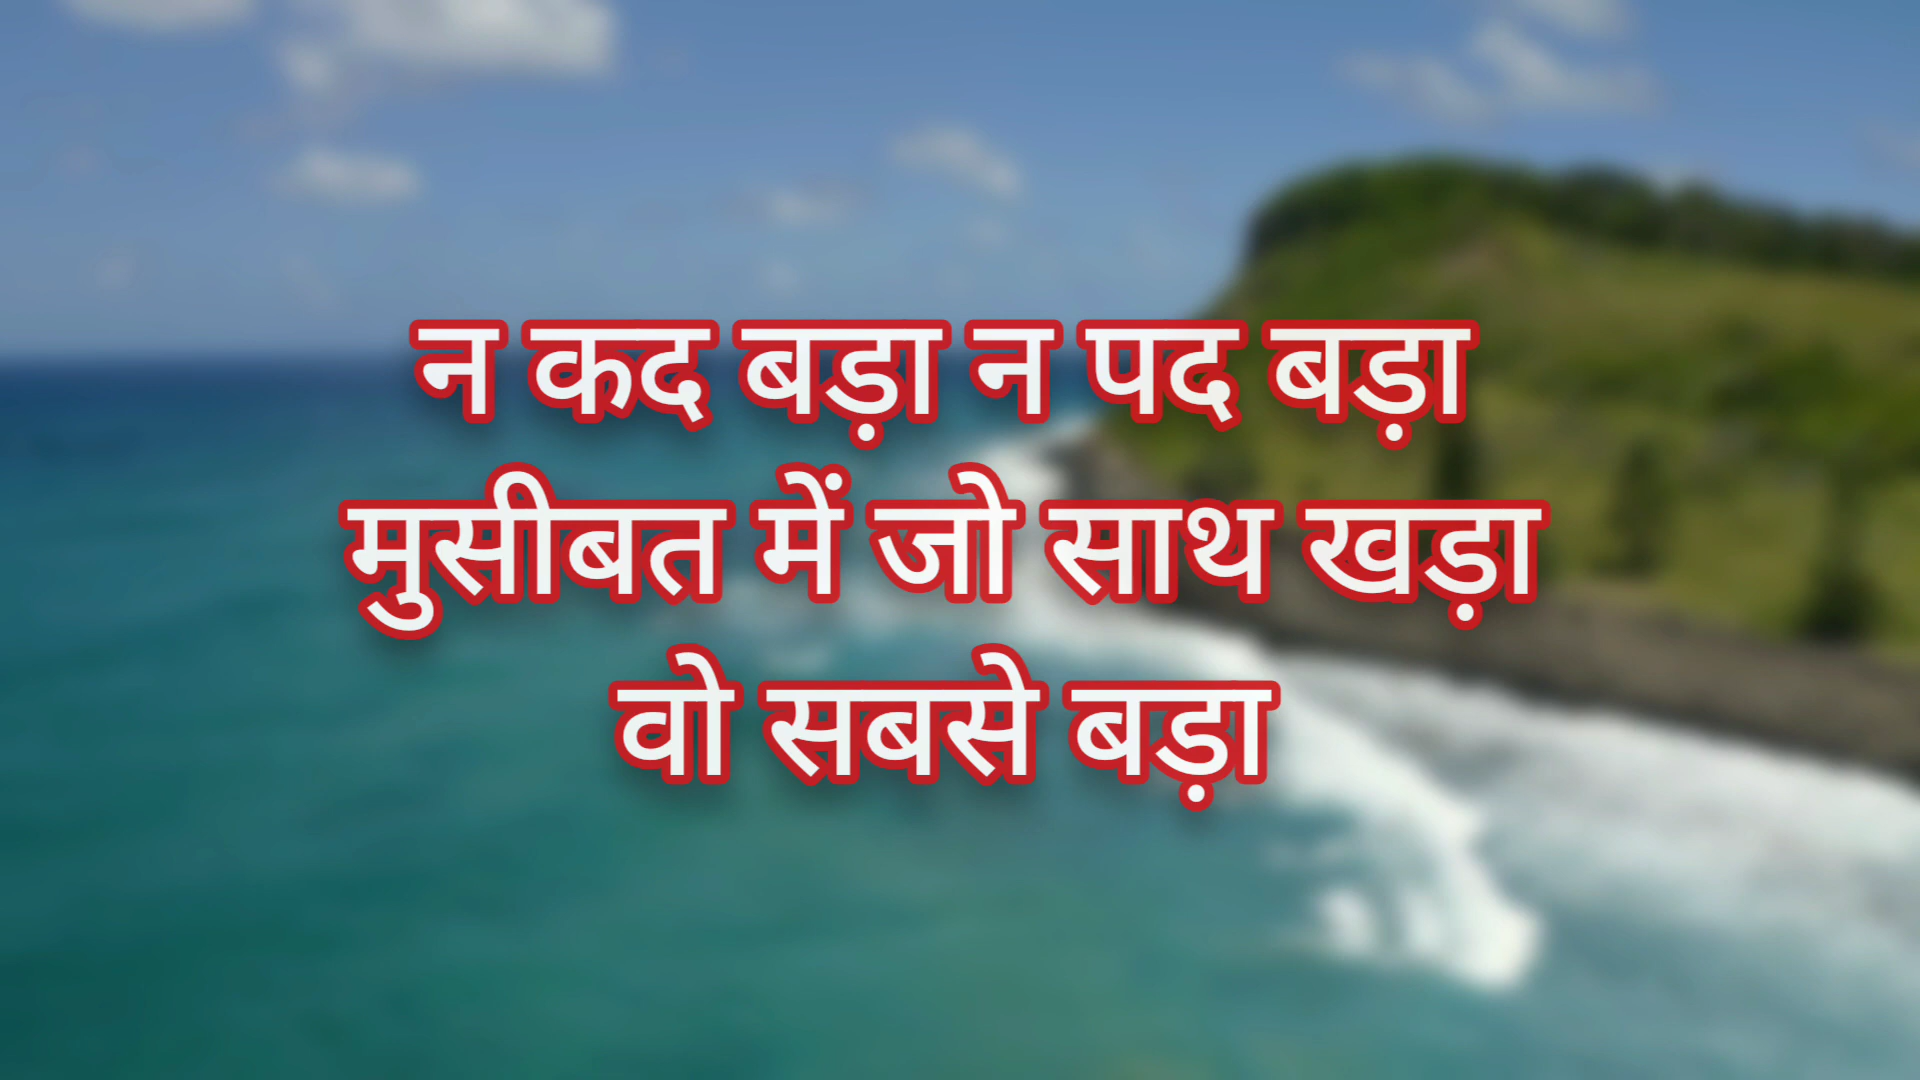 न कद बड़ा न पद बड़ा
मुसीबत में जो साथ खड़ा
वो सबसे बड़ा